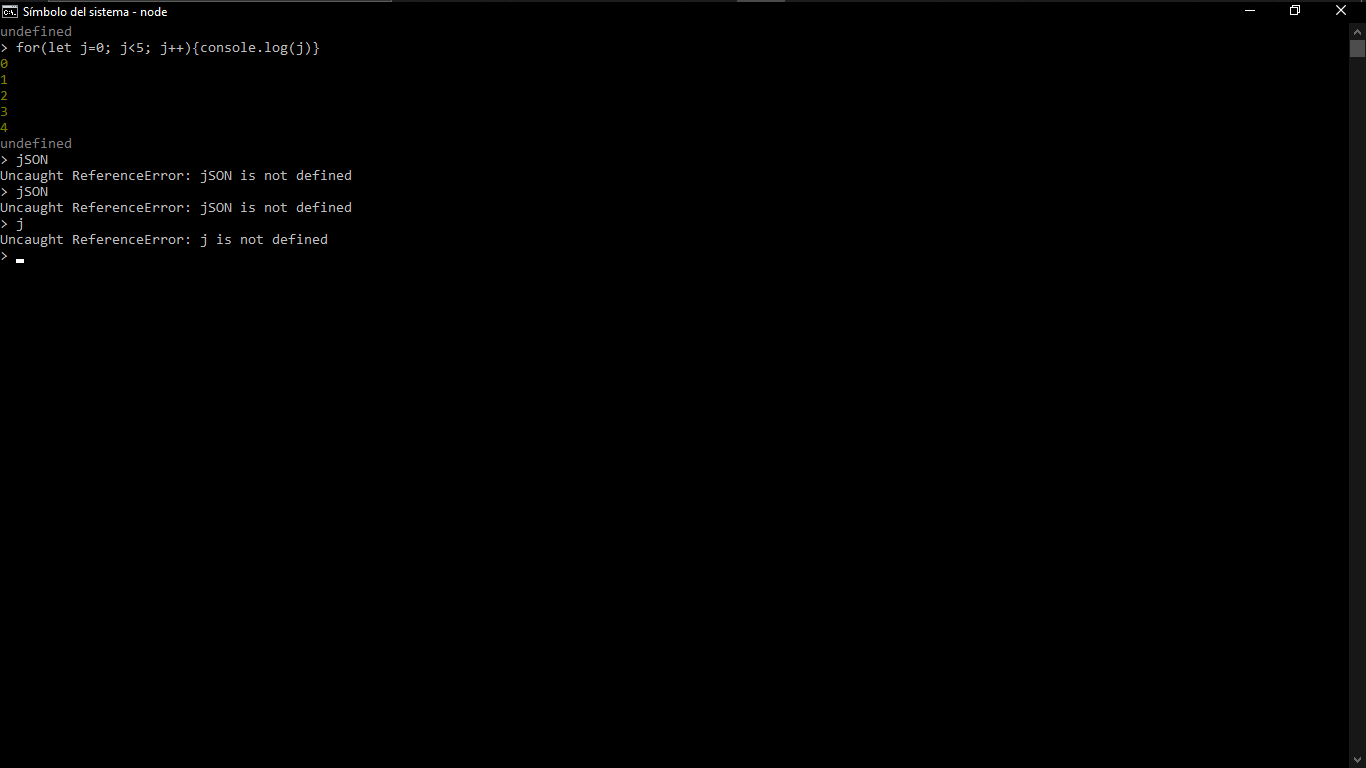 Símbolo del sistema - node
undefined
> for(let j=0; j<5; j++){console.log(j)}
0
1
2
3
4
undefined
> jSON
Uncaught ReferenceError: jSON is not defined
> jSON
Uncaught ReferenceError: jSON is not defined
> j
Uncaught ReferenceError: j is not defined
>